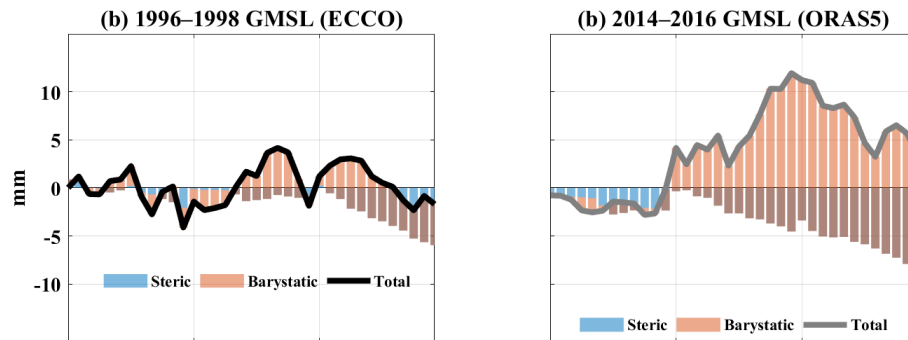 (b) 1996–1998 GMSL (ECCO)
mm
10
5
0
-5
-10
Steric Barystatic Total
(b) 2014–2016 GMSL (ORAS5)
Steric Barystatic Total